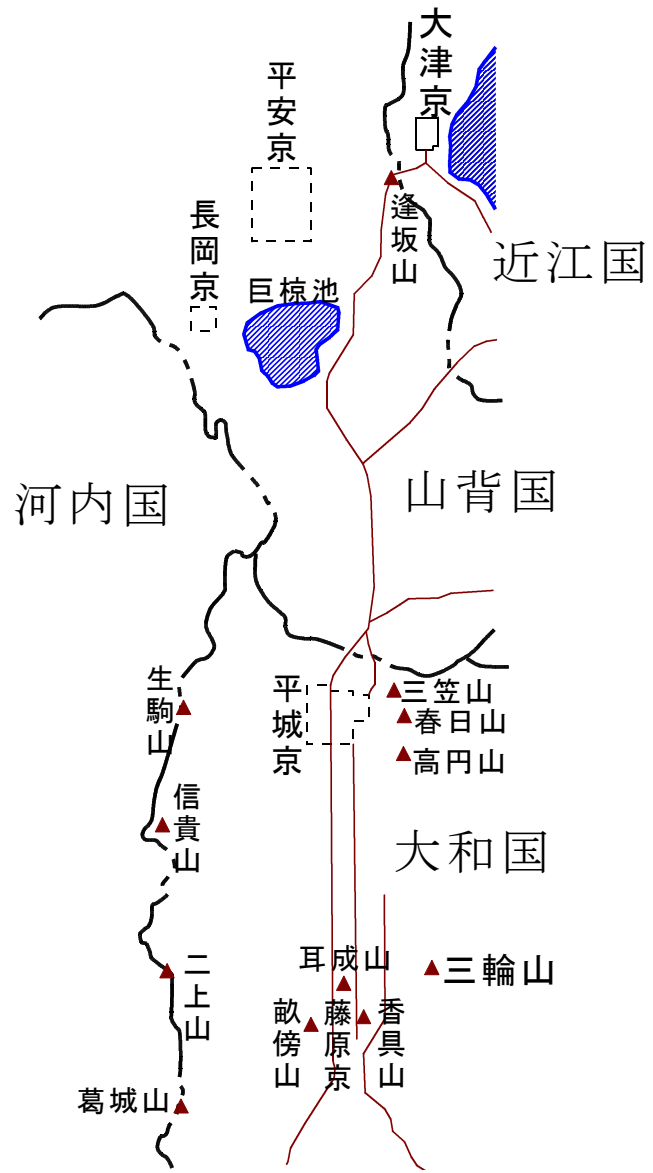 大津京
平安京
逢坂山
長岡京
近江国
巨椋池
河内国
山背国
生駒山
平城京
三笠山
春日山
高円山
信貴山
大和国
耳成山
三輪山
二上山
畝傍山
藤原京
香具山
葛城山